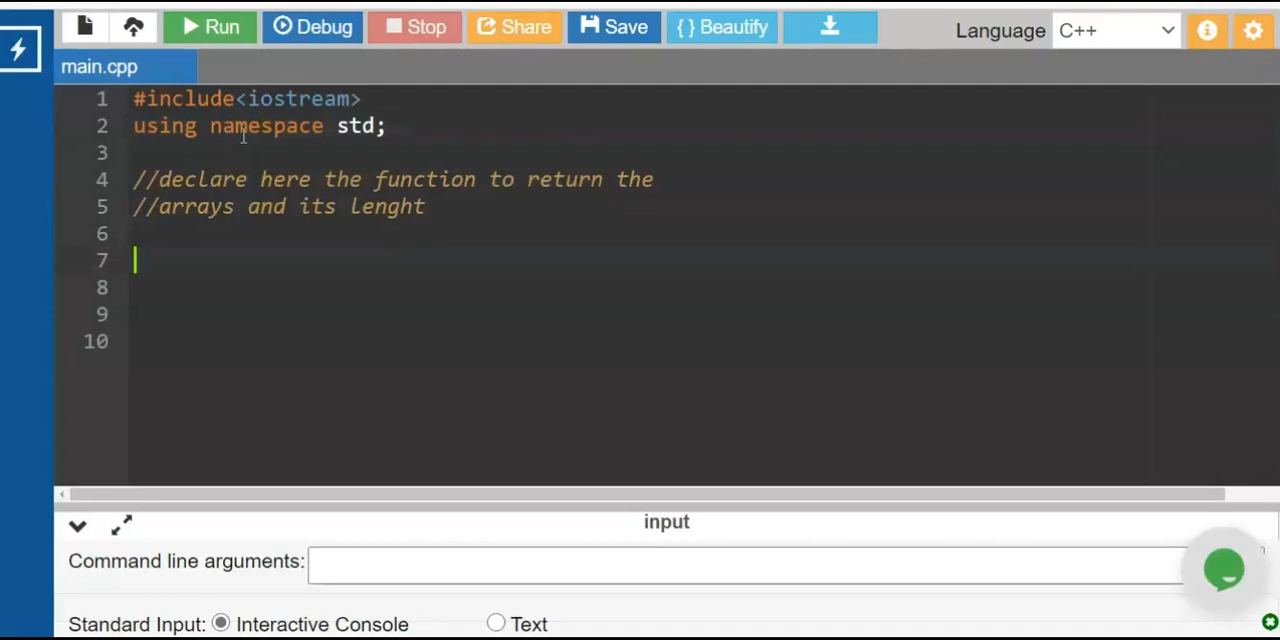 Run Debug Stop Share Save { } Beautify Language C++
main.cpp
1 #include<iostream>
2 using namespace std;
3
4 //declare here the function to return the
5 //arrays and its Lenght
6
7
8
9
10
input
Command line arguments:
Standard Input: Interactive Console Text